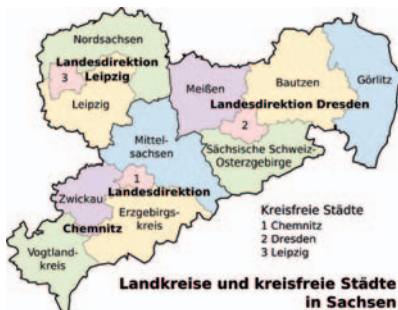 Nordsachsen
Landesdirektion
Leipzig
3
Leipzig
Meißen
Bautzen
Görlitz
Landesdirektion Dresden
2
Mittel-
sachsen
Sächsische Schweiz-
Osterzgebirge
1
Landesdirektion
Zwickau
Chemnitz
Erzgebirgs-
kreis
Vogtland-
kreis
Kreisfreie Städte
1 Chemnitz
2 Dresden
3 Leipzig
Landkreise und kreisfreie Städte
in Sachsen